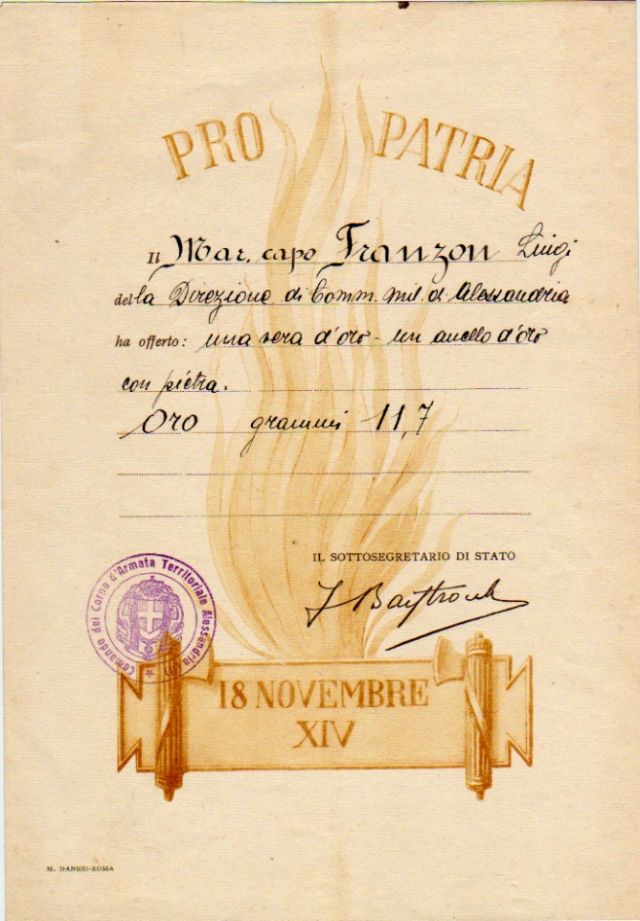 PRO PATRIA
Il Mar. capo Franzon Luigi
della Direzione di Comm. mil. di Alessandria
ha offerto: una vera d'oro - un anello d'oro
con pietra.
Oro grammi 11,7
IL SOTTOSEGRETARIO DI STATO
Comando del Corpo d'Armata Territoriale Alessandria
18 NOVEMBRE
XIV
M. DANESI-ROMA